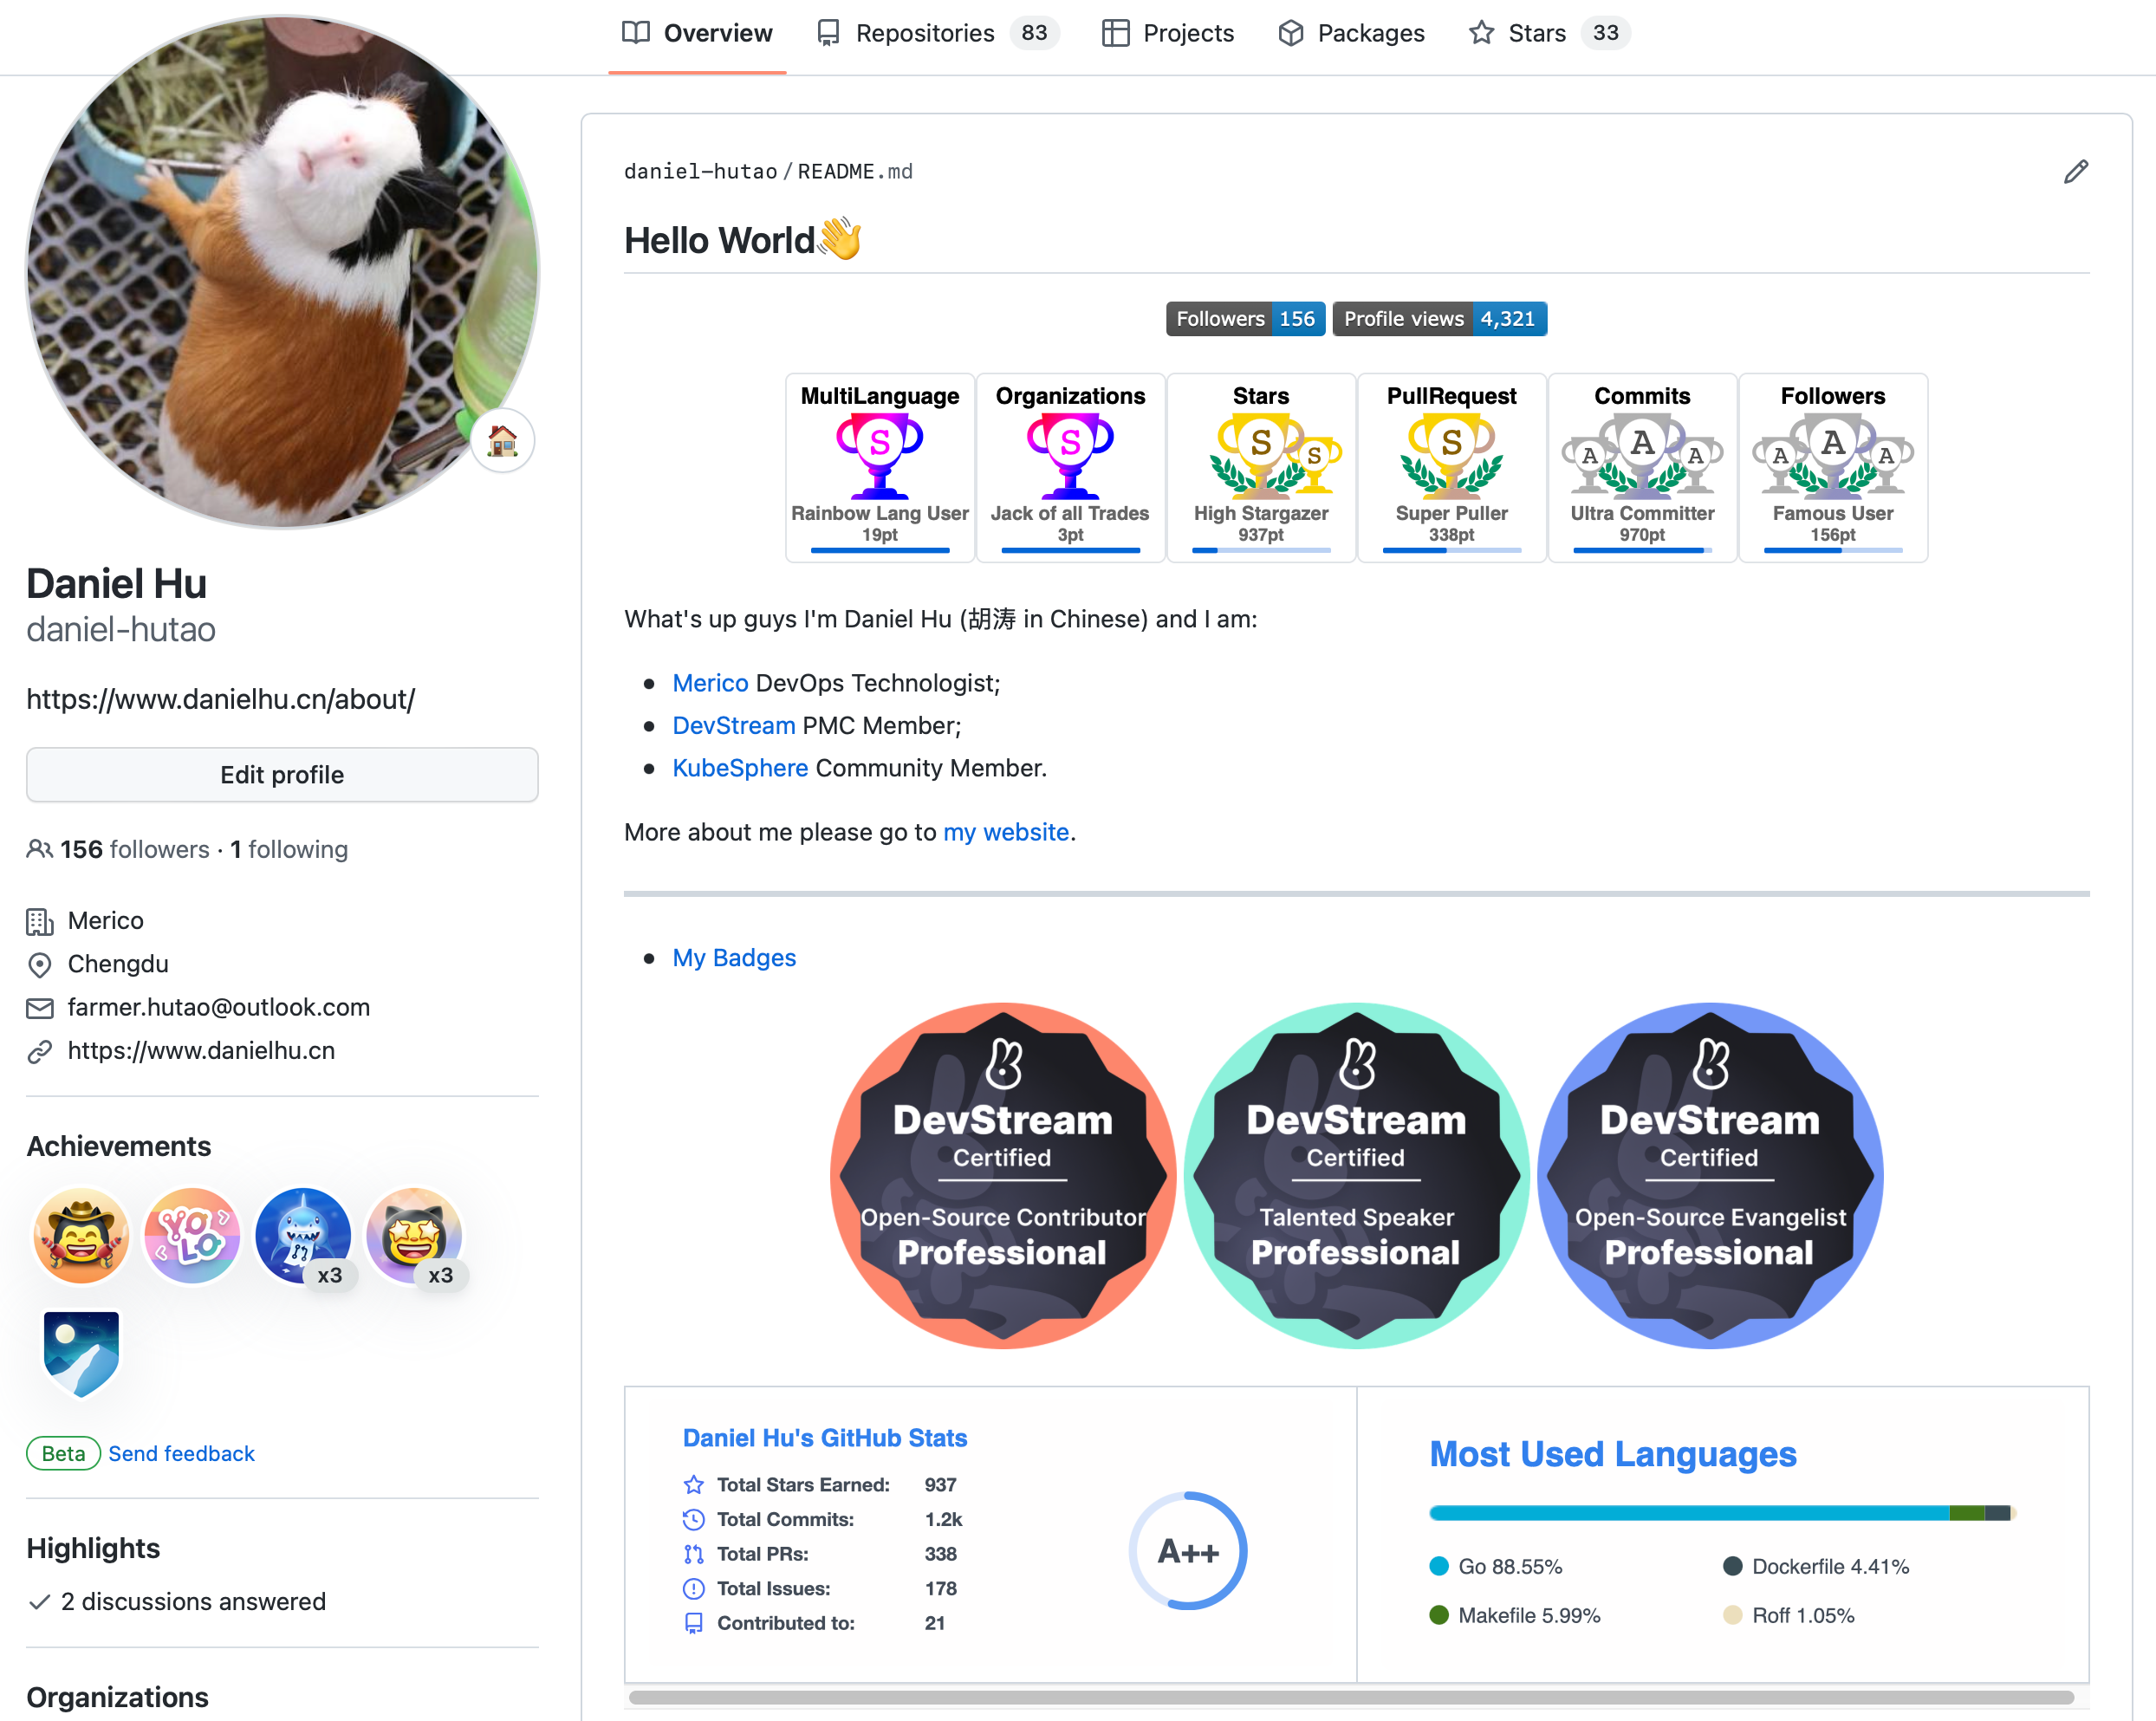 Overview
Repositories 83
Projects
Packages
Stars 33
Daniel Hu
daniel-hutao
https://www.danielhu.cn/about/
Edit profile
156 followers · 1 following
Merico
Chengdu
farmer.hutao@outlook.com
https://www.danielhu.cn
Achievements
YOLO
x3
x3
Beta Send feedback
Highlights
2 discussions answered
Organizations
daniel-hutao/README.md
Hello World👋
Followers 156 Profile views 4,321
MultiLanguage
S
Rainbow Lang User
19pt
Organizations
S
Jack of all Trades
3pt
Stars
S S
High Stargazer
937pt
PullRequest
S
Super Puller
338pt
Commits
A A A
Ultra Committer
970pt
Followers
A A A
Famous User
156pt
What's up guys I'm Daniel Hu (胡涛 in Chinese) and I am:
Merico DevOps Technologist;
DevStream PMC Member;
KubeSphere Community Member.
More about me please go to my website.
My Badges
DevStream
Certified
Open-Source Contributor
Professional
DevStream
Certified
Talented Speaker
Professional
DevStream
Certified
Open-Source Evangelist
Professional
Daniel Hu's GitHub Stats
Total Stars Earned: 937
Total Commits: 1.2k
Total PRs: 338
Total Issues: 178
Contributed to: 21
A++
Most Used Languages
Go 88.55%
Dockerfile 4.41%
Makefile 5.99%
Roff 1.05%